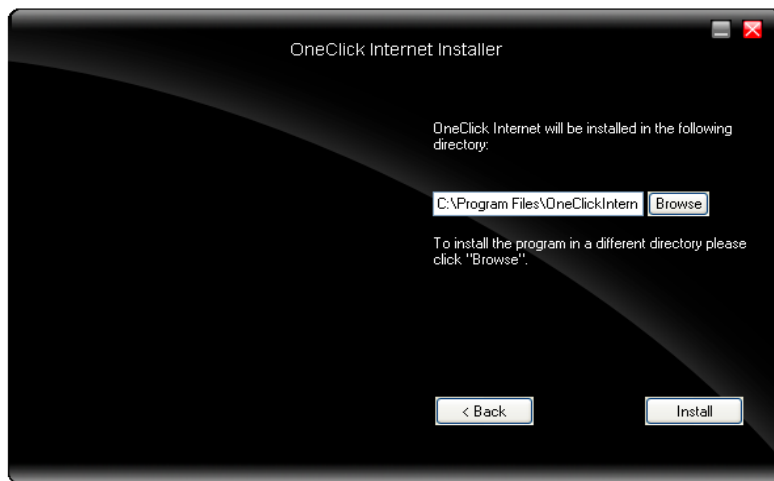 OneClick Internet Installer
OneClick Internet will be installed in the following
directory:
C:\Program Files\OneClickIntern
Browse
To install the program in a different directory please
click "Browse".
< Back
Install